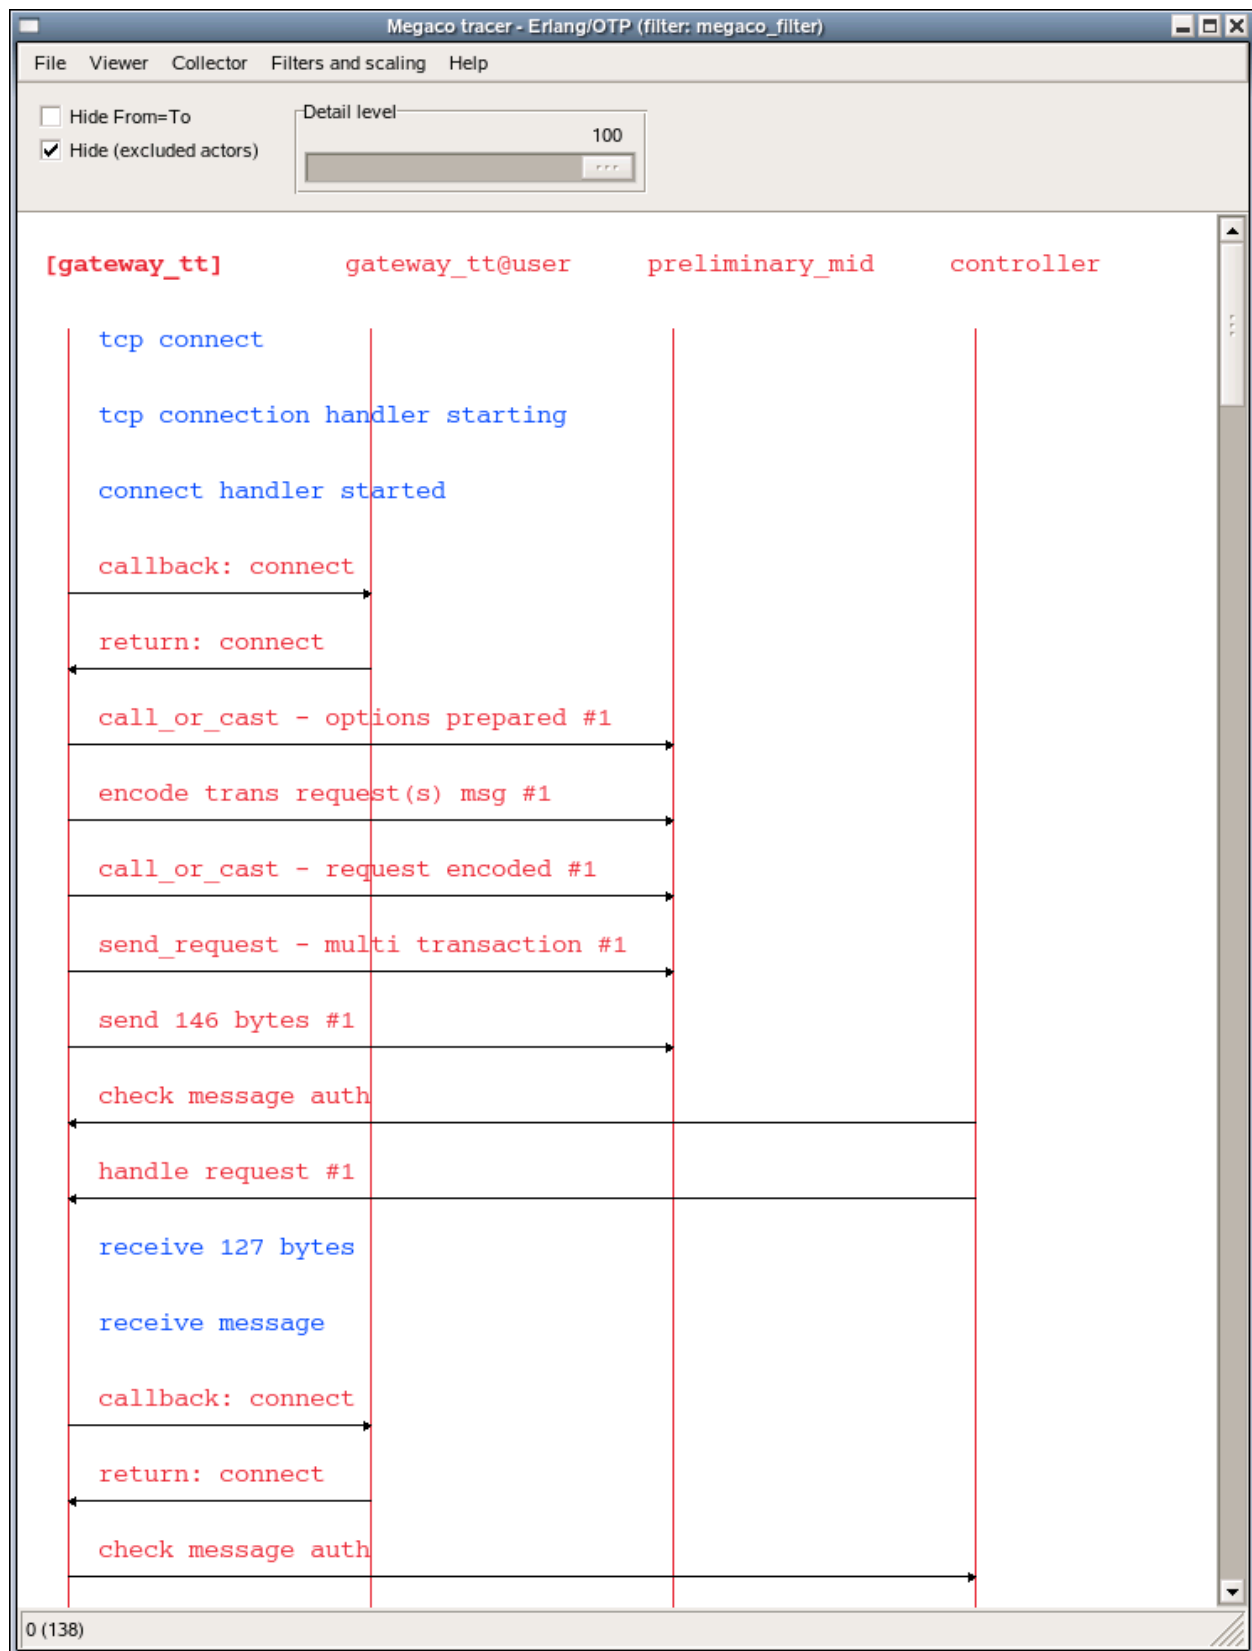 Megaco tracer - Erlang/OTP (filter: megaco_filter)
File Viewer Collector Filters and scaling Help
Hide From=To
Hide (excluded actors)
Detail level
100
[gateway_tt] gateway_tt@user preliminary_mid controller
tcp connect
tcp connection handler starting
connect handler started
callback: connect
return: connect
call_or_cast - options prepared #1
encode trans request(s) msg #1
call_or_cast - request encoded #1
send_request - multi transaction #1
send 146 bytes #1
check message auth
handle request #1
receive 127 bytes
receive message
callback: connect
return: connect
check message auth
0 (138)